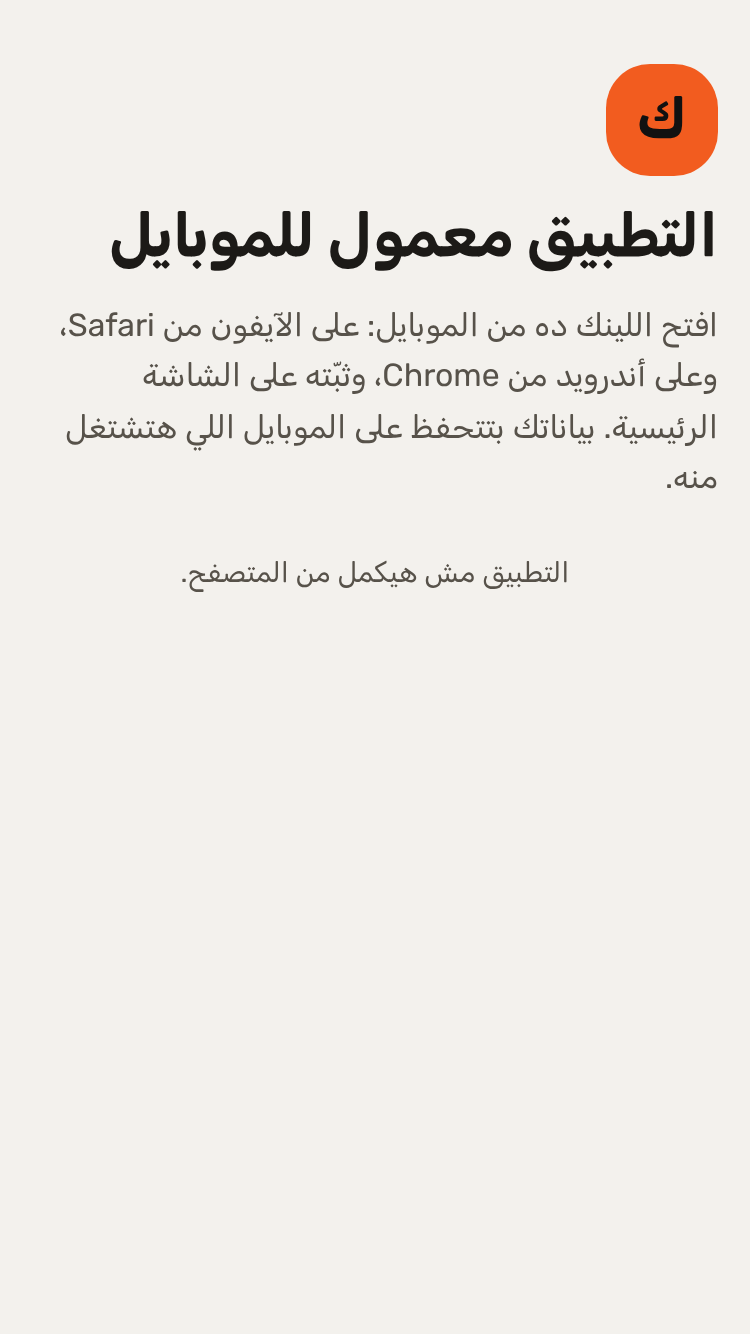 ك
التطبيق معمول للموبايل
افتح اللينك ده من الموبايل: على الآيفون من Safari،
وعلى أندرويد من Chrome، وثبّته على الشاشة
الرئيسية. بياناتك بتتحفظ على الموبايل اللي هتشتغل
منه.
التطبيق مش هيكمل من المتصفح.